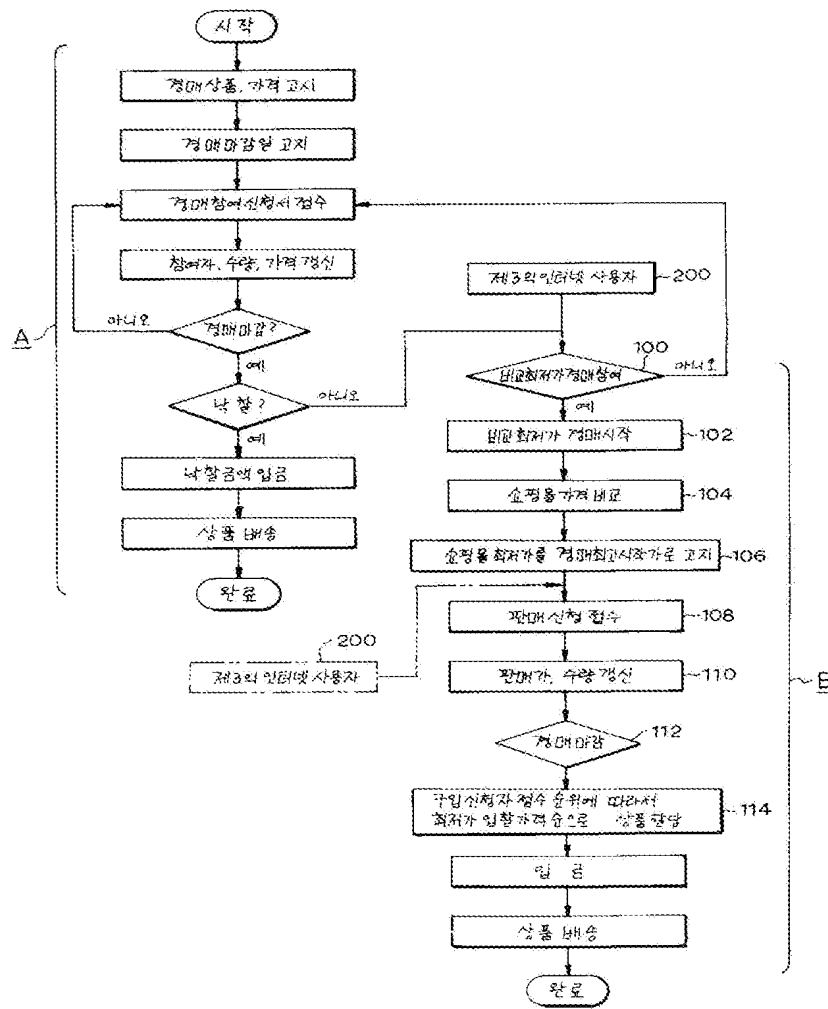 시작
경매상품, 가격 고시
경매마감일 고지
경매참여신청서 접수
참여자, 수량, 가격갱신
경매마감?
아니오
예
낙찰?
아니오
예
낙찰금액 입금
상품 배송
완료
A
제3의 인터넷 사용자
200
100
비교최저가경매참여
아니오
예
비교최저가 경매시작
102
쇼핑몰가격 비교
104
쇼핑몰최저가를 경매최고시작가로 고지
106
판매 신청 접수
108
200
제3의 인터넷 사용자
판매가, 수량 갱신
110
경매마감
112
구입신청자 접수 순위에 따라서
최저가 입찰가격순으로 상품할당
114
입 금
상품 배송
완료
B